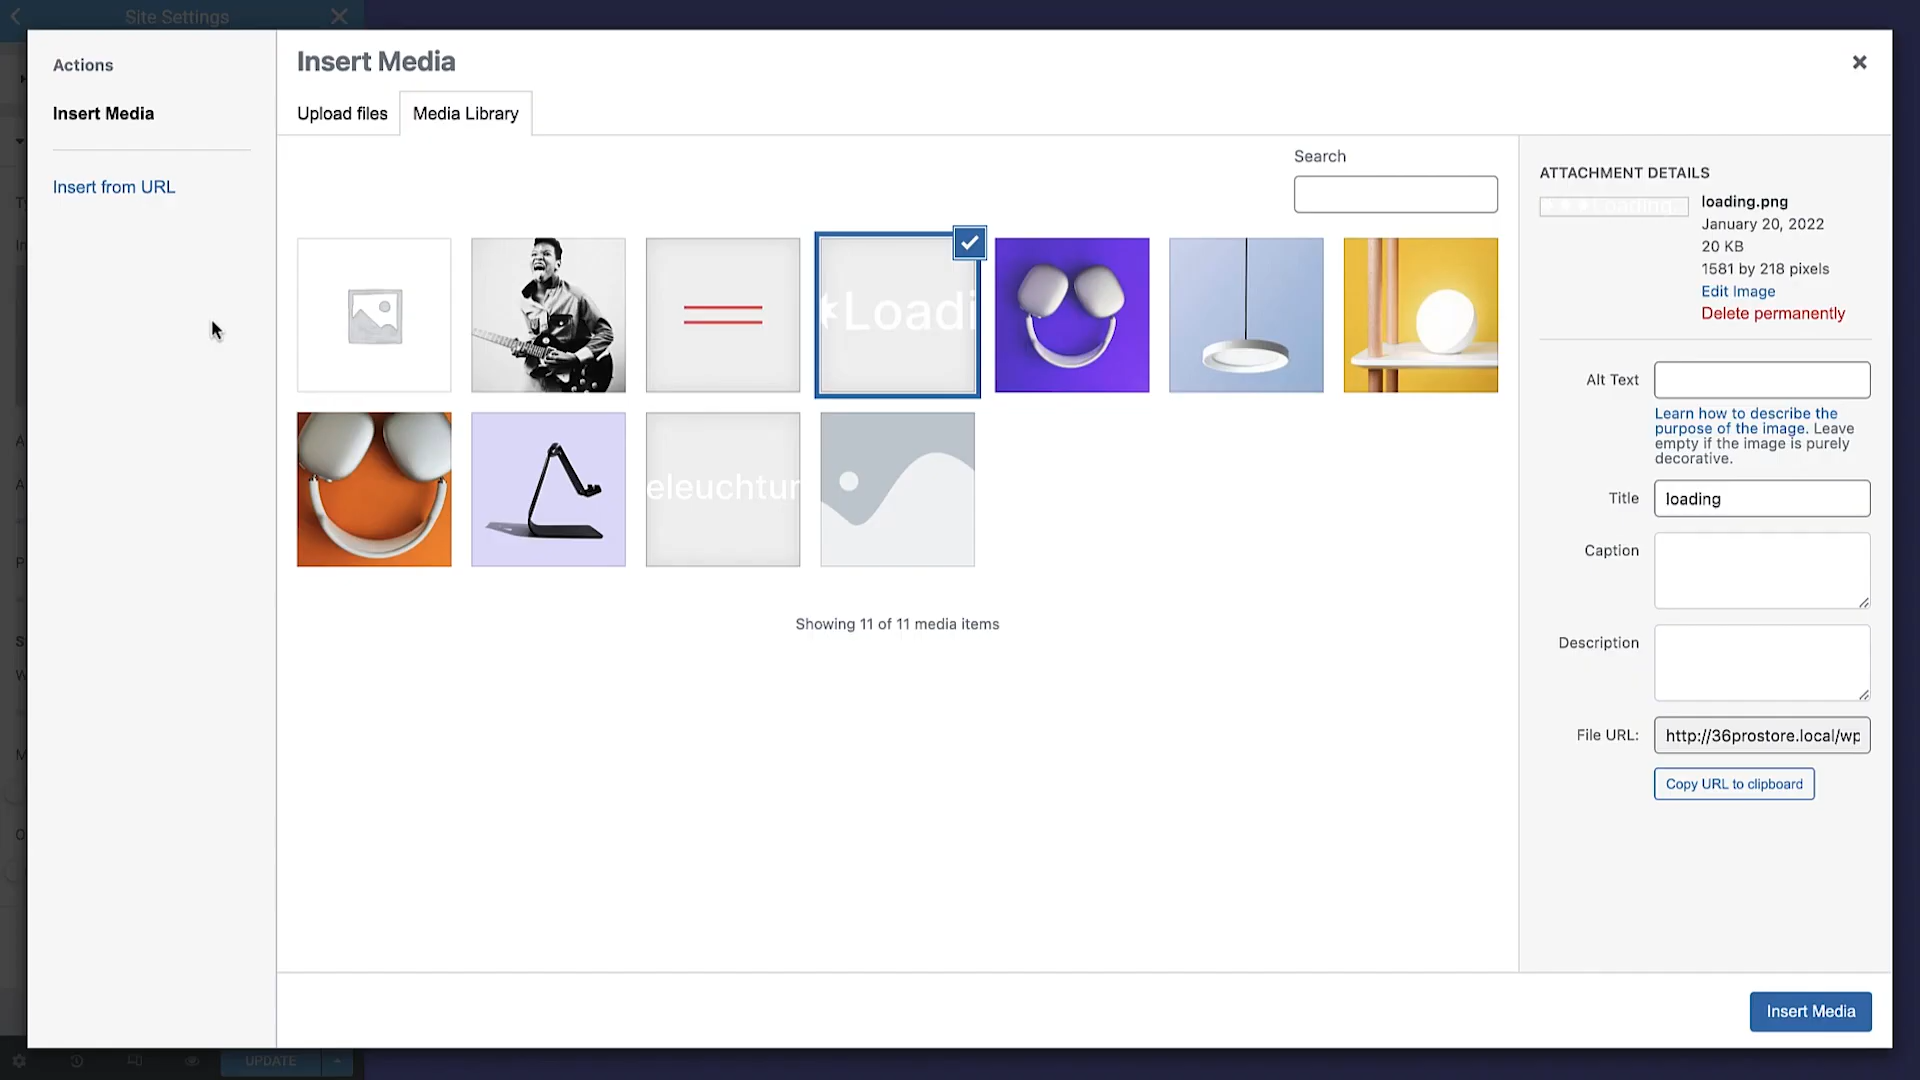 Site Settings
Actions
Insert Media
Insert from URL
Insert Media
Upload files
Media Library
Search
Loadi
eleuchtur
Showing 11 of 11 media items
ATTACHMENT DETAILS
Loading
loading.png
January 20, 2022
20 KB
1581 by 218 pixels
Edit Image
Delete permanently
Alt Text
Learn how to describe the
purpose of the image. Leave
empty if the image is purely
decorative.
Title
loading
Caption
Description
File URL:
http://36prostore.local/wp
Copy URL to clipboard
Insert Media
UPDATE